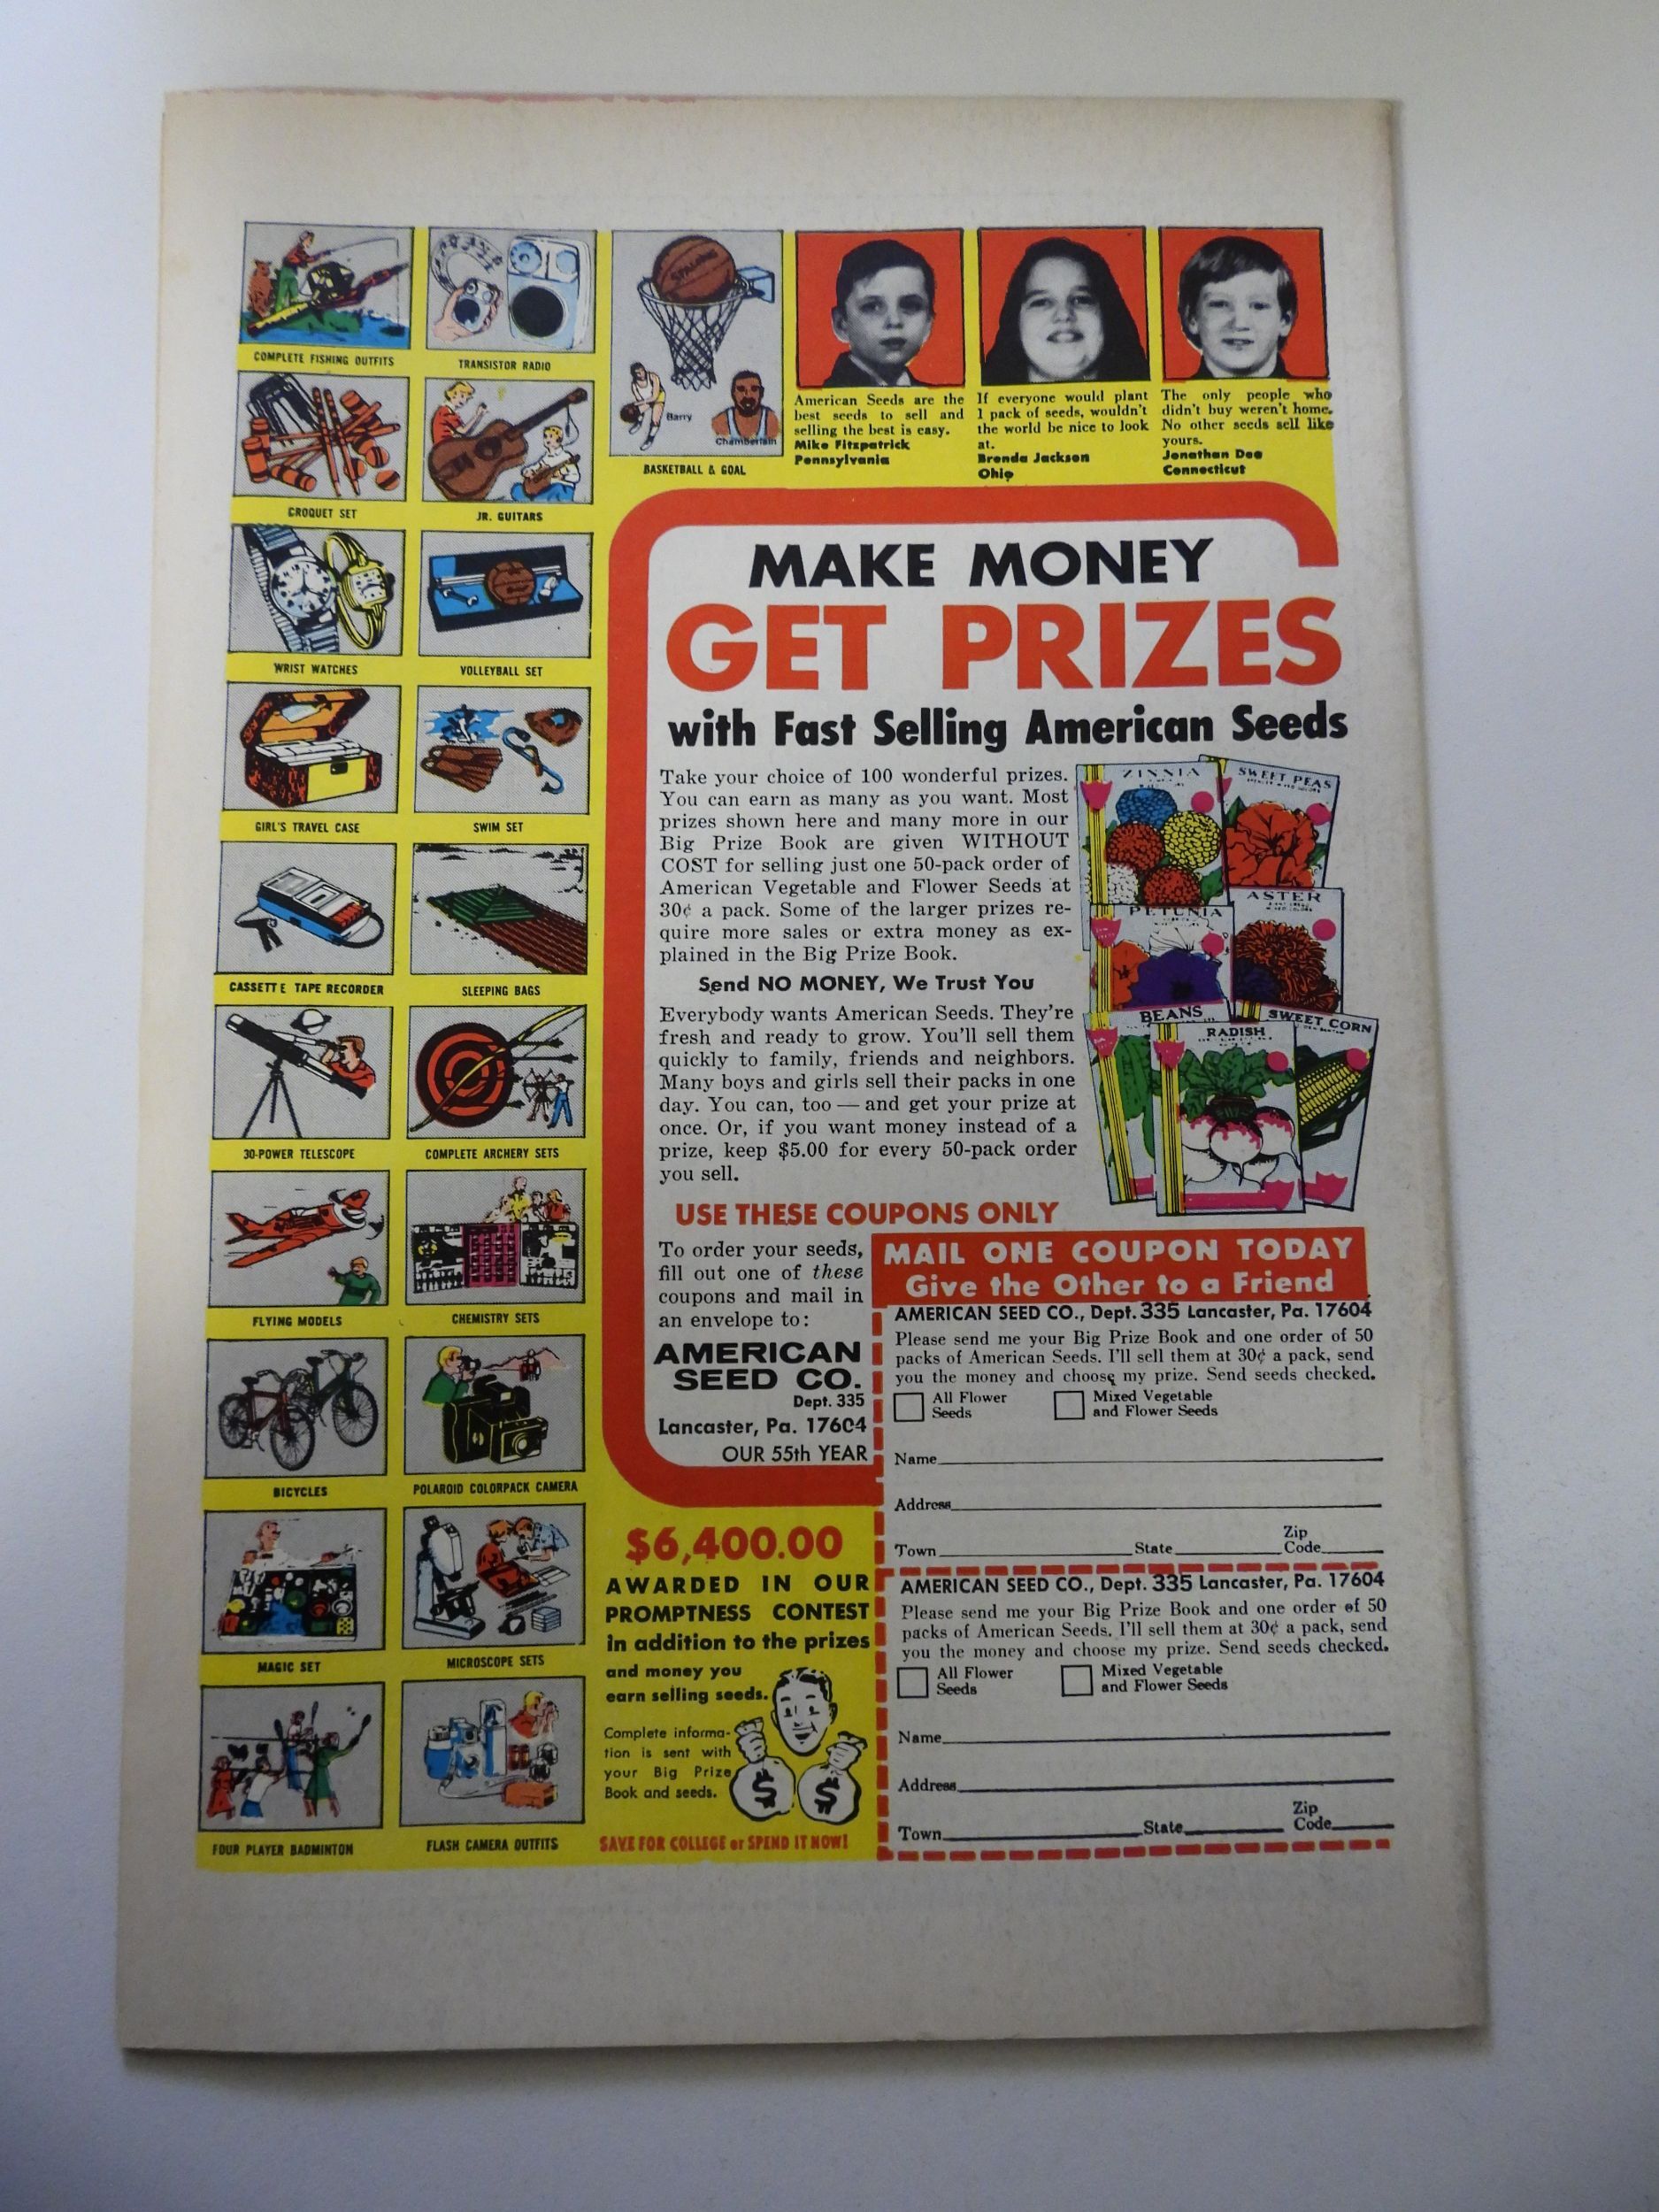 COMPLETE FISHING OUTFITS
TRANSISTOR RADIO
SPALDING
Barry
Chamberlain
BASKETBALL & GOAL
CROQUET SET
JR. GUITARS
WRIST WATCHES
VOLLEYBALL SET
GIRL'S TRAVEL CASE
SWIM SET
CASSETTE TAPE RECORDER
SLEEPING BAGS
30-POWER TELESCOPE
COMPLETE ARCHERY SETS
FLYING MODELS
CHEMISTRY SETS
BICYCLES
POLAROID COLORPACK CAMERA
MAGIC SET
MICROSCOPE SETS
FOUR PLAYER BADMINTON
FLASH CAMERA OUTFITS
American Seeds are the
best seeds to sell and
selling the best is easy.
Mike Fitzpatrick
Pennsylvania
If everyone would plant
1 pack of seeds, wouldn't
the world be nice to look
at.
Brenda Jackson
Ohio
The only people who
didn't buy weren't home.
No other seeds sell like
yours.
Jonathan Dee
Connecticut
MAKE MONEY
GET PRIZES
with Fast Selling American Seeds
Take your choice of 100 wonderful prizes.
You can earn as many as you want. Most
prizes shown here and many more in our
Big Prize Book are given WITHOUT
COST for selling just one 50-pack order of
American Vegetable and Flower Seeds at
30¢ a pack. Some of the larger prizes re-
quire more sales or extra money as ex-
plained in the Big Prize Book.
Send NO MONEY, We Trust You
Everybody wants American Seeds. They're
fresh and ready to grow. You'll sell them
quickly to family, friends and neighbors.
Many boys and girls sell their packs in one
day. You can, too — and get your prize at
once. Or, if you want money instead of a
prize, keep $5.00 for every 50-pack order
you sell.
ZINNIA
SWEET PEAS
PETUNIA
ASTER
BEANS
RADISH
SWEET CORN
USE THESE COUPONS ONLY
To order your seeds,
fill out one of these
coupons and mail in
an envelope to:
AMERICAN
SEED CO.
Dept. 335
Lancaster, Pa. 17604
OUR 55th YEAR
$6,400.00
AWARDED IN OUR
PROMPTNESS CONTEST
in addition to the prizes
and money you
earn selling seeds.
Complete informa-
tion is sent with
your Big Prize
Book and seeds.
$ $
SAVE FOR COLLEGE or SPEND IT NOW!
MAIL ONE COUPON TODAY
Give the Other to a Friend
AMERICAN SEED CO., Dept. 335 Lancaster, Pa. 17604
Please send me your Big Prize Book and one order of 50
packs of American Seeds. I'll sell them at 30¢ a pack, send
you the money and choose my prize. Send seeds checked.
All Flower
Seeds
Mixed Vegetable
and Flower Seeds
Name
Address
Town State Zip Code
AMERICAN SEED CO., Dept. 335 Lancaster, Pa. 17604
Please send me your Big Prize Book and one order of 50
packs of American Seeds. I'll sell them at 30¢ a pack, send
you the money and choose my prize. Send seeds checked.
All Flower
Seeds
Mixed Vegetable
and Flower Seeds
Name
Address
Town State Zip Code